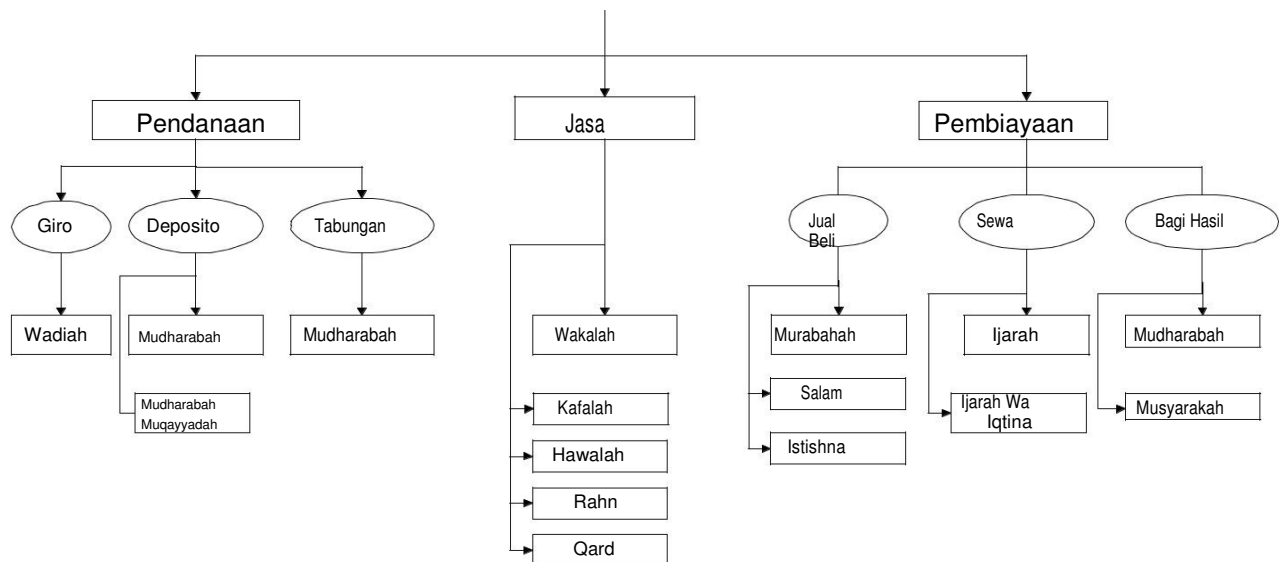 Pendanaan
Jasa
Pembiayaan
Giro
Deposito
Tabungan
Jual
Beli
Sewa
Bagi Hasil
Wadiah
Mudharabah
Mudharabah
Wakalah
Murabahah
Ijarah
Mudharabah
Mudharabah
Muqayyadah
Kafalah
Salam
Ijarah Wa
Iqtina
Musyarakah
Hawalah
Istishna
Rahn
Qard